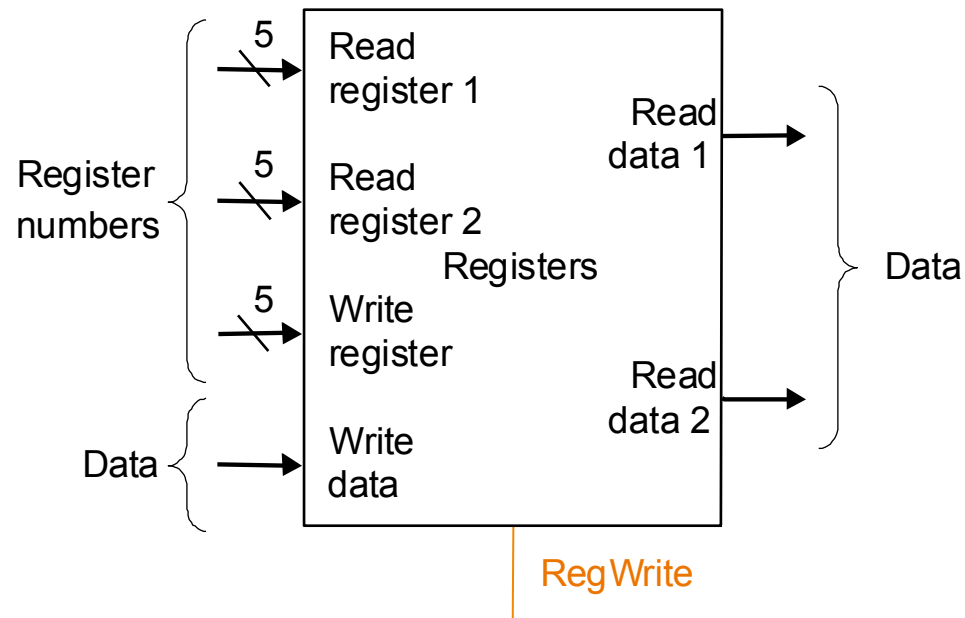 5
Read
register 1
5
Read
register 2
5
Write
register
Write
data
Register
numbers
Data
Registers
Read
data 1
Read
data 2
Data
RegWrite